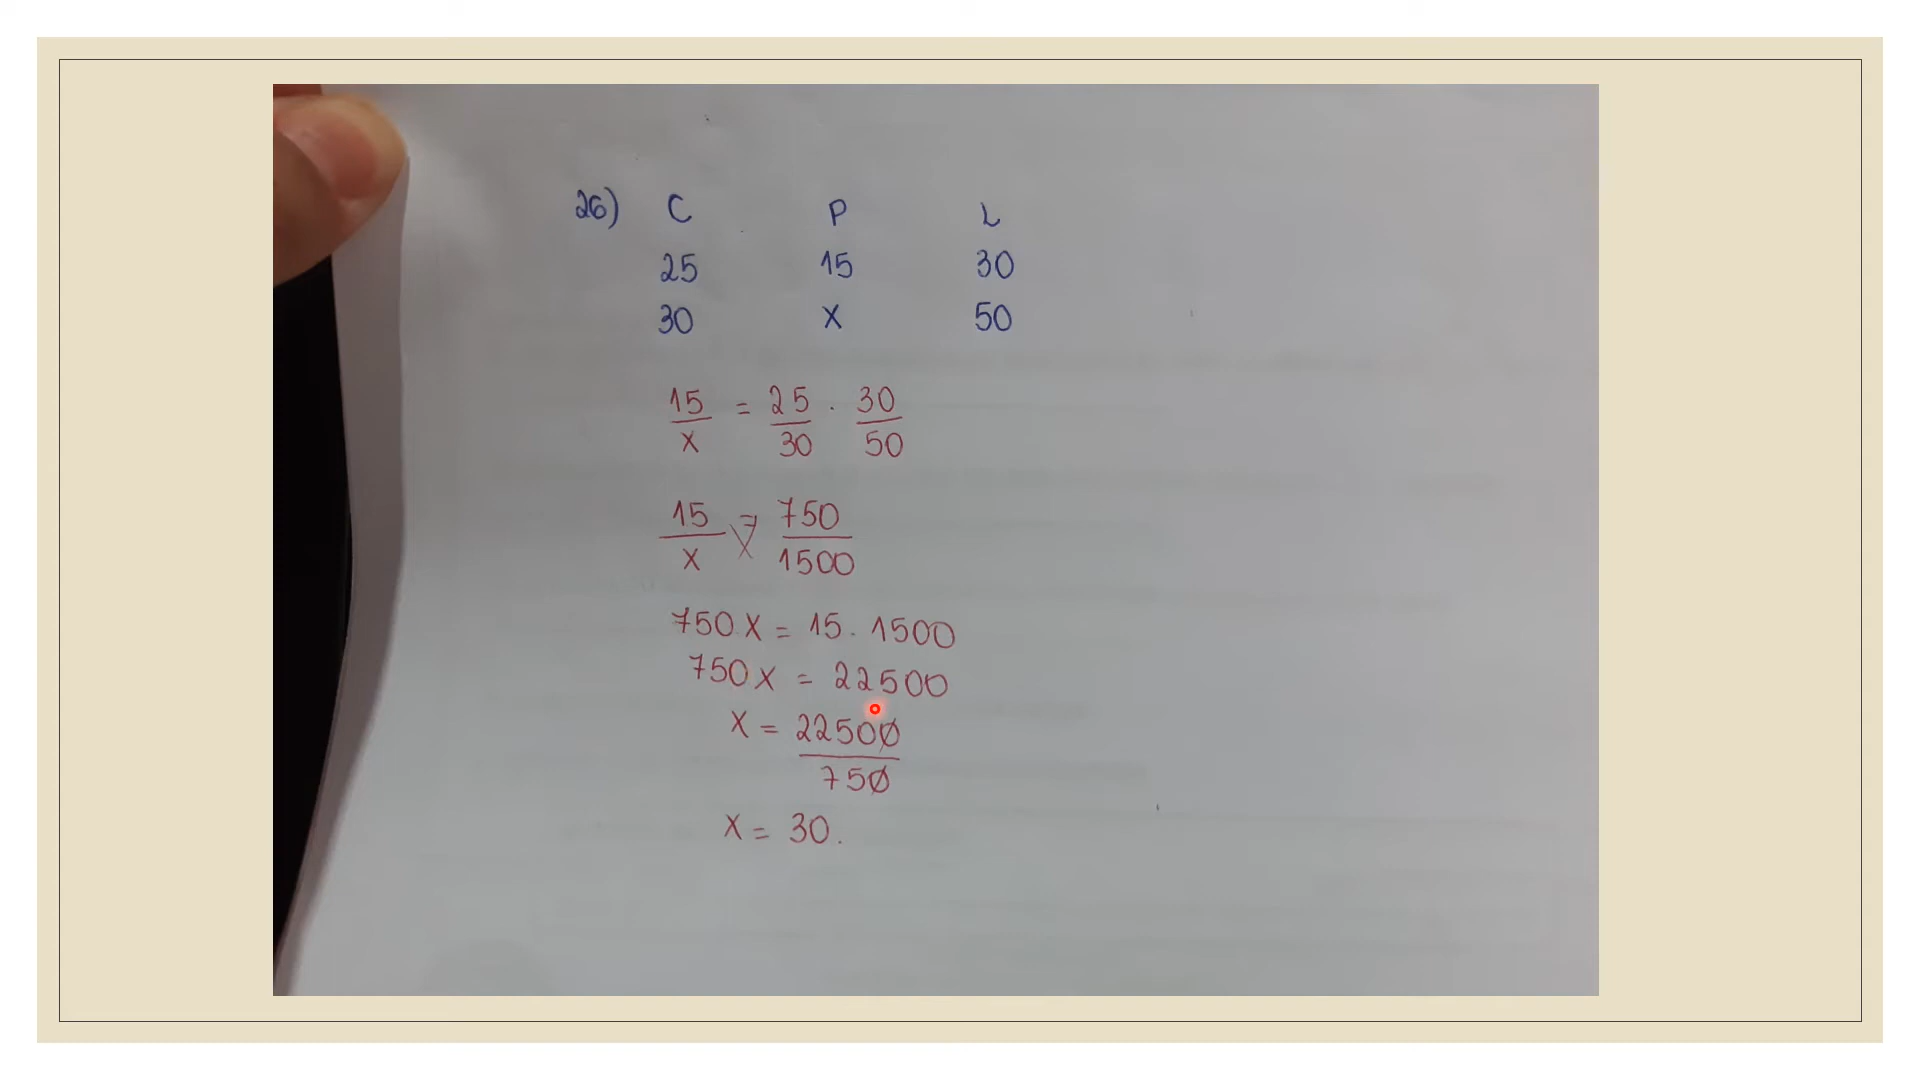 26) C P L
25 15 30
30 X 50
15/x = 25/30 . 30/50
15/x = 750/1500
750x = 15. 1500
750x = 22500
x = 22500/750
x = 30.